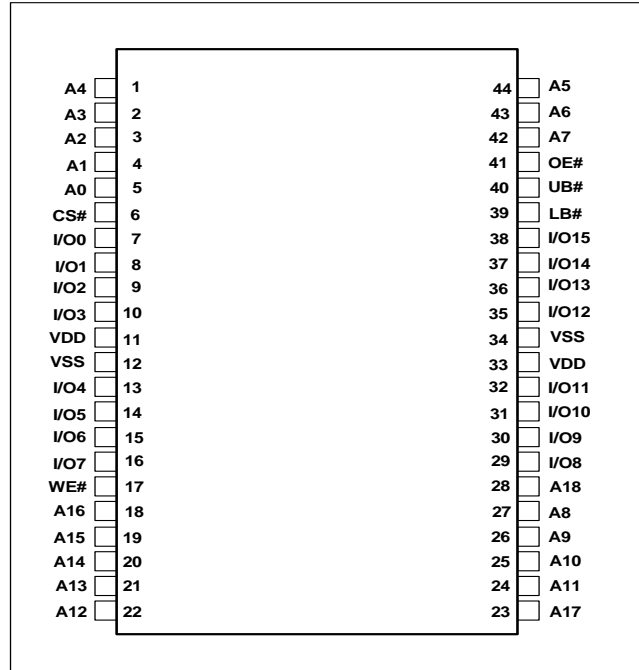 A4 1 44 A5
A3 2 43 A6
A2 3 42 A7
A1 4 41 OE#
A0 5 40 UB#
CS# 6 39 LB#
I/O0 7 38 I/O15
I/O1 8 37 I/O14
I/O2 9 36 I/O13
I/O3 10 35 I/O12
VDD 11 34 VSS
VSS 12 33 VDD
I/O4 13 32 I/O11
I/O5 14 31 I/O10
I/O6 15 30 I/O9
I/O7 16 29 I/O8
WE# 17 28 A18
A16 18 27 A8
A15 19 26 A9
A14 20 25 A10
A13 21 24 A11
A12 22 23 A17